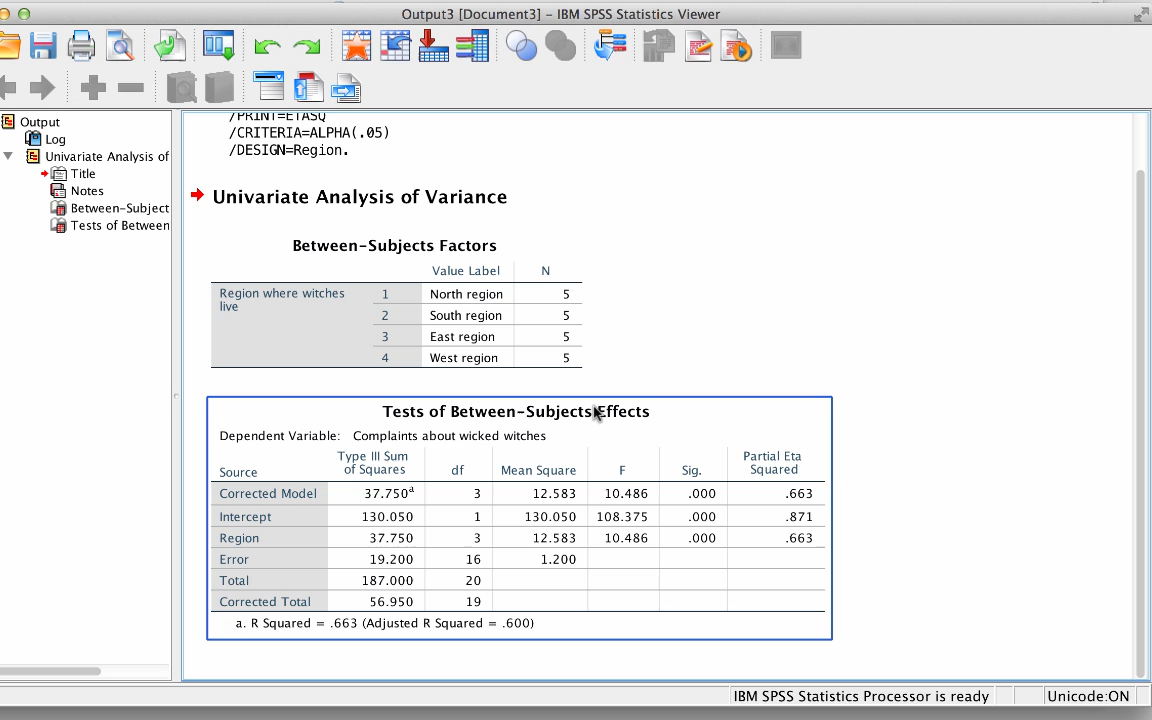 Output3 [Document3] – IBM SPSS Statistics Viewer
Output
Log
Univariate Analysis of
Title
Notes
Between-Subject
Tests of Between
/PRINT=ETASQ
/CRITERIA=ALPHA(.05)
/DESIGN=Region.
Univariate Analysis of Variance
Between-Subjects Factors
Value Label N
Region where witches live 1 North region 5
2 South region 5
3 East region 5
4 West region 5
Tests of Between-Subjects Effects
Dependent Variable: Complaints about wicked witches
Source Type III Sum of Squares df Mean Square F Sig. Partial Eta Squared
Corrected Model 37.750a 3 12.583 10.486 .000 .663
Intercept 130.050 1 130.050 108.375 .000 .871
Region 37.750 3 12.583 10.486 .000 .663
Error 19.200 16 1.200
Total 187.000 20
Corrected Total 56.950 19
a. R Squared = .663 (Adjusted R Squared = .600)
IBM SPSS Statistics Processor is ready Unicode:ON